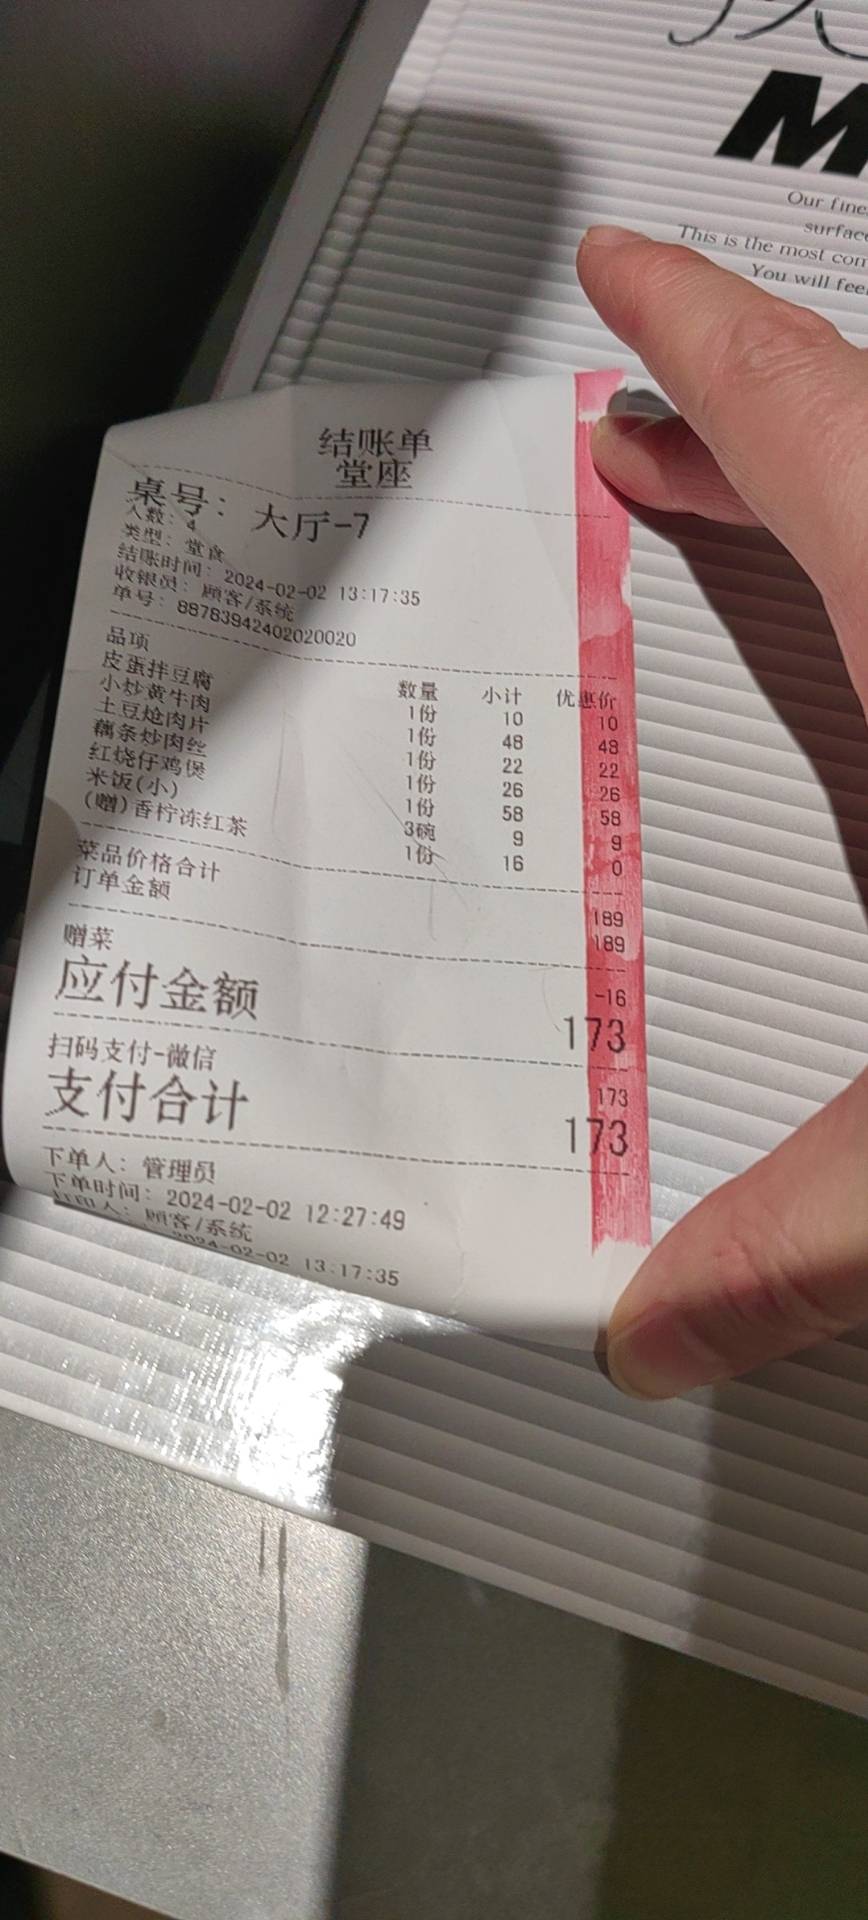 M
Our fine
surface
This is the most com
You will fee
结账单
堂座
桌号: 大厅-7
人数: 4
类型: 堂食
结账时间: 2024-02-02 13:17:35
收银员: 顾客/系统
单号: 88783942402020020
品项 数量 小计 优惠价
皮蛋拌豆腐 1份 10 10
小炒黄牛肉 1份 48 48
土豆炝肉片 1份 22 22
藕条炒肉丝 1份 26 26
红烧仔鸡煲 1份 58 58
米饭(小) 3碗 9 9
(赠)香柠冻红茶 1份 16 0
菜品价格合计 189
订单金额 189
赠菜 -16
应付金额 173
扫码支付-微信 173
支付合计 173
下单人: 管理员
下单时间: 2024-02-02 12:27:49
打印人: 顾客/系统
2024-02-02 13:17:35